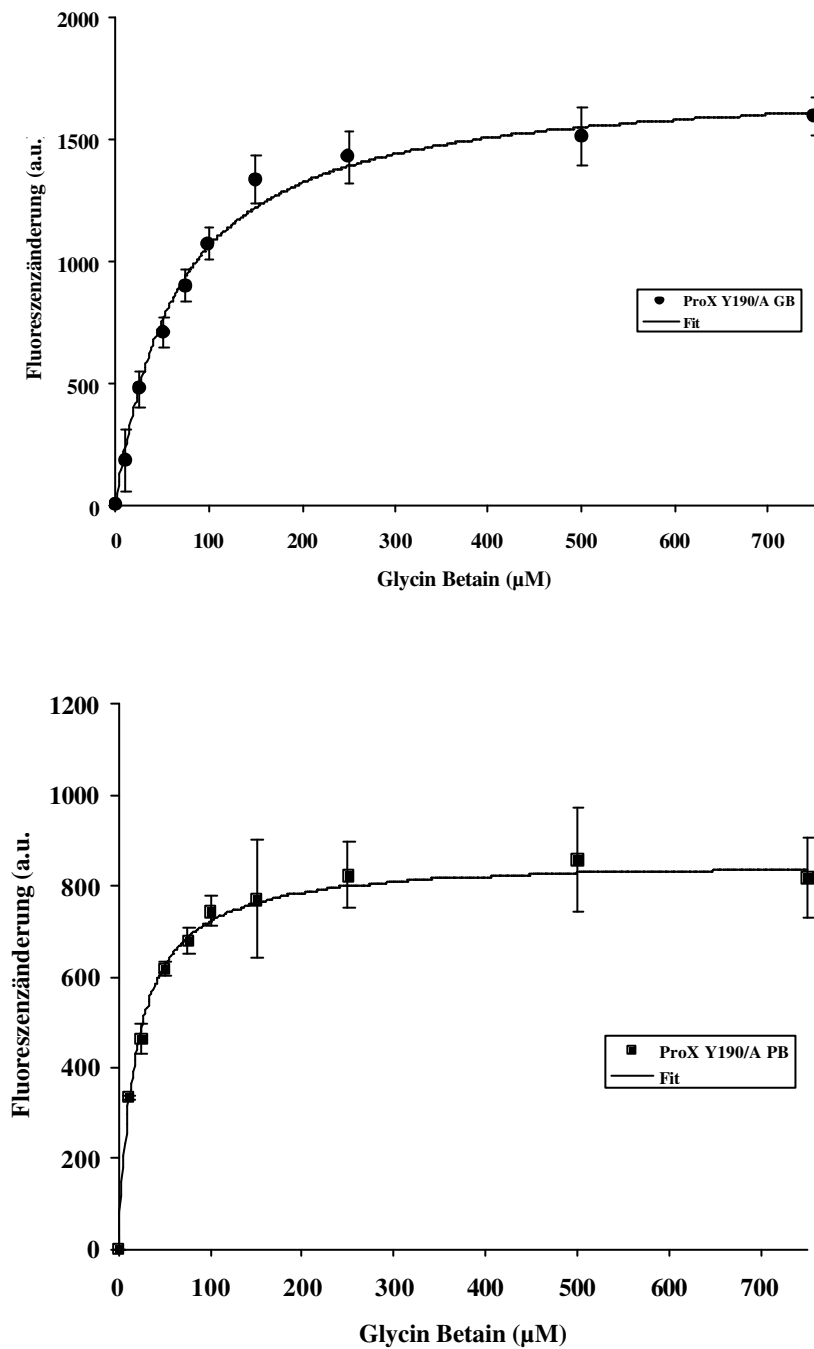 2000
1500
1000
500
0
Fluoreszenzänderung (a.u.
ProX Y190/A GB
Fit
0 100 200 300 400 500 600 700
Glycin Betain (µM)
1200
1000
800
600
400
200
0
Fluoreszenzänderung (a.u.
ProX Y190/A PB
Fit
0 100 200 300 400 500 600 700
Glycin Betain (µM)